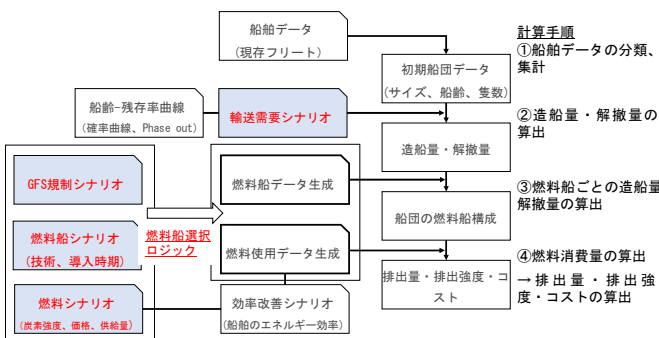 船舶データ
(現存フリート)
計算手順
①船舶データの分類、
集計
初期船団データ
(サイズ、船齢、隻数)
船齢-残存率曲線
(確率曲線、Phase out)
輸送需要シナリオ
②造船量・解撤量の
算出
造船量・解撤量
GFS規制シナリオ
燃料船データ生成
③燃料船ごとの造船量
解撤量の算出
船団の燃料船構成
燃料船シナリオ
(技術、導入時期)
燃料船選択
ロジック
燃料使用データ生成
④燃料消費量の算出
→排出量・排出強
度・コストの算出
排出量・排出強度・コ
スト
燃料シナリオ
(炭素強度、価格、供給量)
効率改善シナリオ
(船舶のエネルギー効率)